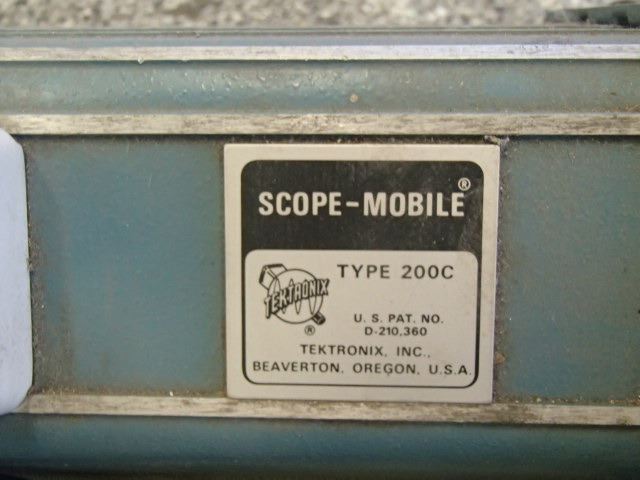 SCOPE-MOBILE®
TYPE 200C
TEKTRONIX
®
U. S. PAT. NO.
D-210,360
TEKTRONIX, INC.,
BEAVERTON, OREGON, U.S.A.